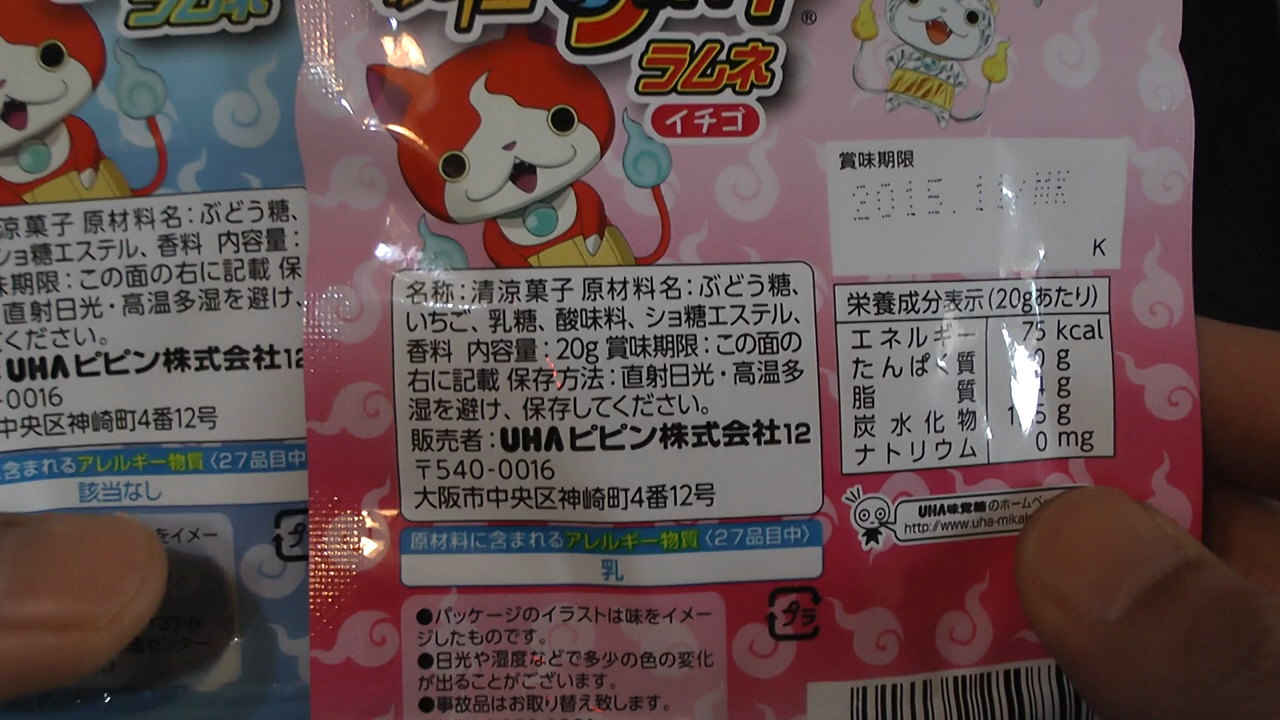 ラムネ
涼菓子 原材料名:ぶどう糖、
ショ糖エステル、香料 内容量:
味期限:この面の右に記載 保
直射日光・高温多湿を避け、
ください。
UHAピピン株式会社12
-0016
中央区神崎町4番12号
含まれるアレルギー物質〈27品目中
該当なし
をイメー
センター
ラムネ
®
イチゴ
名称:清涼菓子 原材料名:ぶどう糖、
いちご、乳糖、酸味料、ショ糖エステル、
香料 内容量:20g 賞味期限:この面の
右に記載 保存方法:直射日光・高温多
湿を避け、保存してください。
販売者:UHAピピン株式会社12
〒540-0016
大阪市中央区神崎町4番12号
原材料に含まれるアレルギー物質〈27品目中〉
乳
●パッケージのイラストは味をイメー
ジしたものです。
●日光や湿度などで多少の色の変化
が出ることがございます。
●事故品はお取り替え致します。
プラ
賞味期限
2015.11
K
栄養成分表示(20gあたり)
エネルギー 75 kcal
たんぱく質 0 g
脂質 g
炭水化物 g
ナトリウム 0 mg
UHA味覚糖のホームペー
http://www.uha-mikak